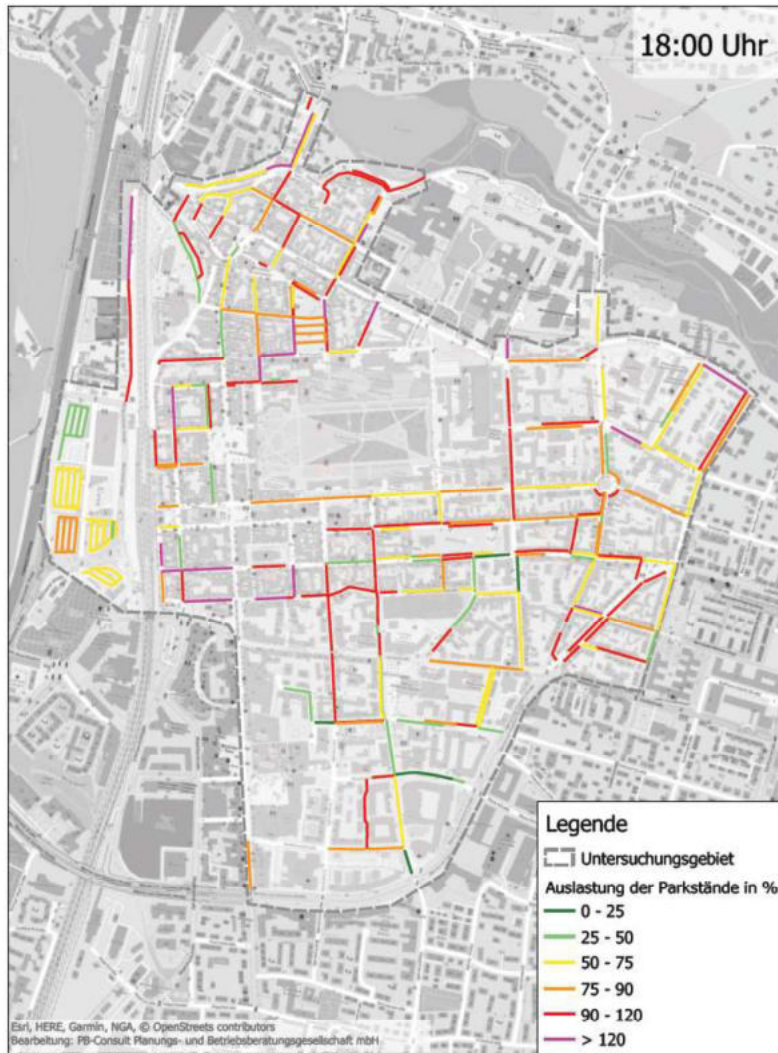 18:00 Uhr
Legende
Untersuchungsgebiet
Auslastung der Parkstände in %
0 - 25
25 - 50
50 - 75
75 - 90
90 - 120
> 120
Esri, HERE, Garmin, NGA, © OpenStreets contributors
Bearbeitung: PB-Consult Planungs- und Betriebsberatungsgesellschaft mbH